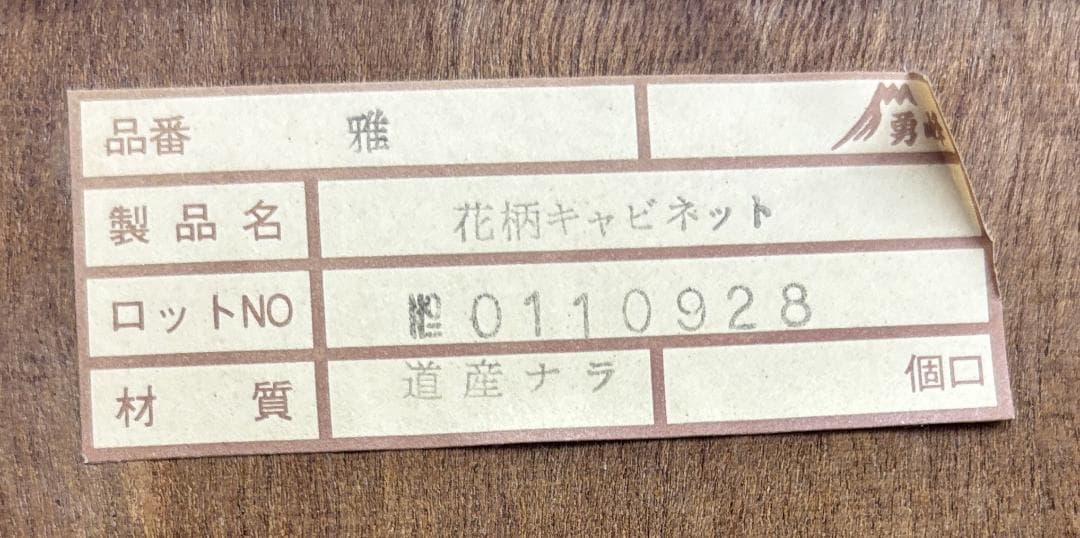 品番 雅 勇
製品名 花柄キャビネット
ロットNO № 0110928
材質 道産ナラ 個口